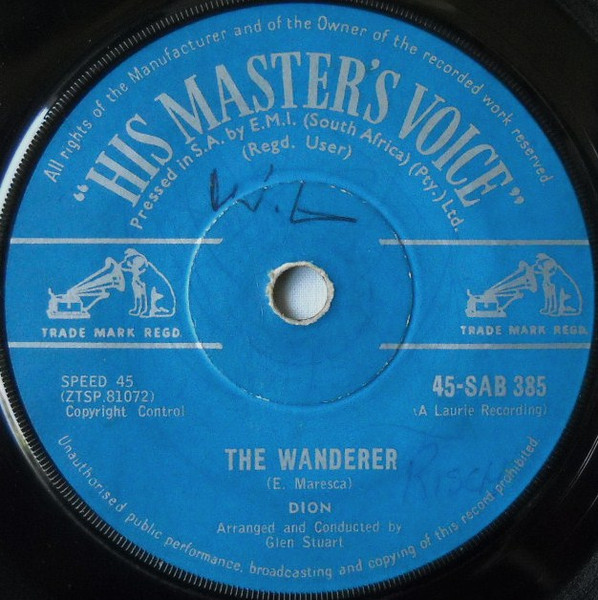 All rights of the Manufacturer and of the Owner of the recorded work reserved
"HIS MASTER'S VOICE"
Pressed in S.A. by E.M.I. (South Africa) (Pty.) Ltd.
(Regd. User)
W.L
TRADE MARK REGD.
TRADE MARK REGD.
SPEED 45
(ZTSP.81072)
Copyright Control
45-SAB 385
(A Laurie Recording)
THE WANDERER
(E. Maresca)
DION
Arranged and Conducted by
Glen Stuart
Unauthorised public performance, broadcasting and copying of this record prohibited